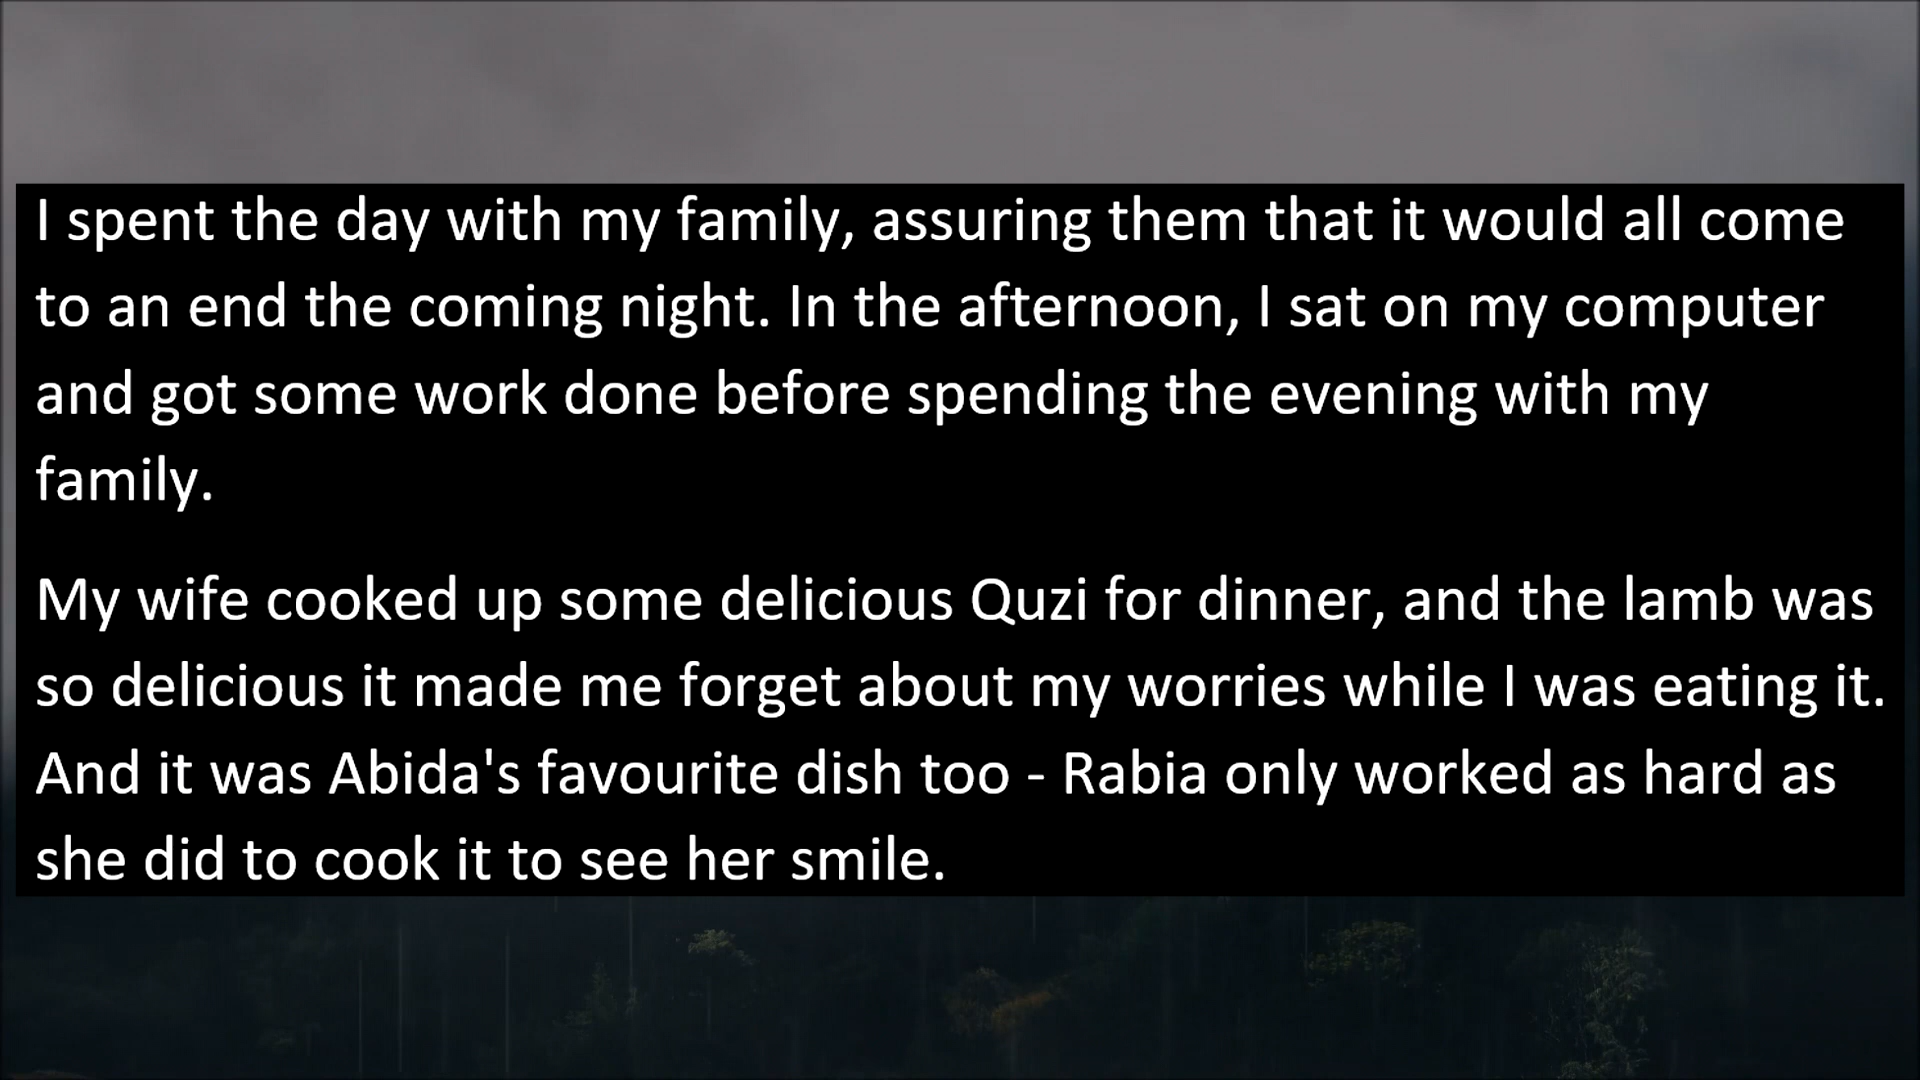 I spent the day with my family, assuring them that it would all come
to an end the coming night. In the afternoon, I sat on my computer
and got some work done before spending the evening with my
family.
My wife cooked up some delicious Quzi for dinner, and the lamb was
so delicious it made me forget about my worries while I was eating it.
And it was Abida's favourite dish too - Rabia only worked as hard as
she did to cook it to see her smile.